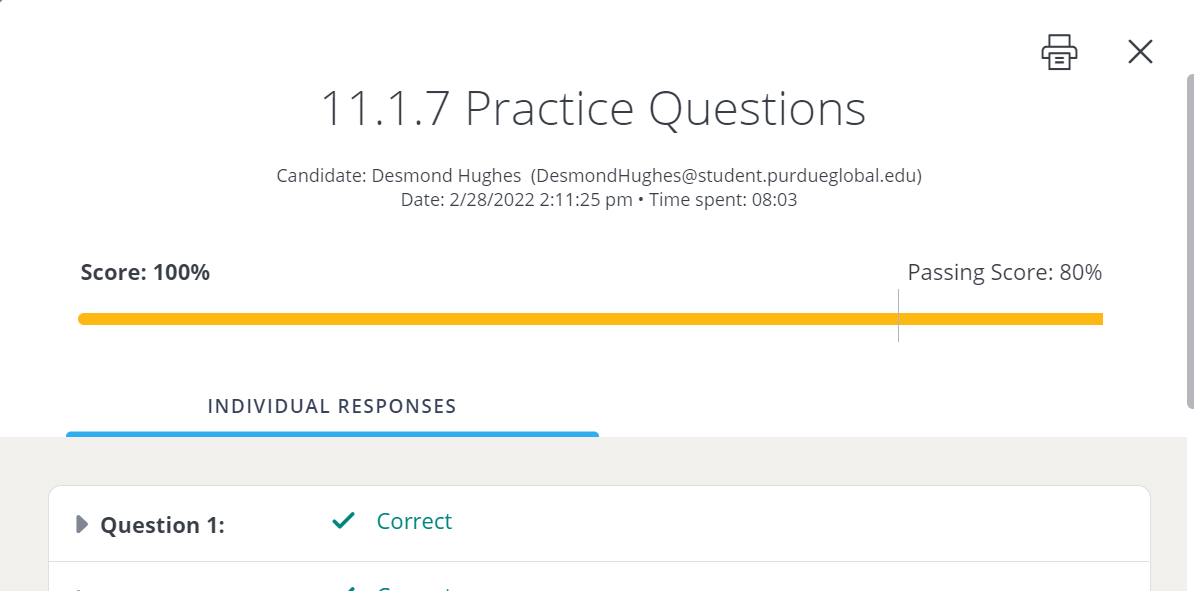 11.1.7 Practice Questions
Candidate: Desmond Hughes (DesmondHughes@student.purdueglobal.edu)
Date: 2/28/2022 2:11:25 pm • Time spent: 08:03
Score: 100%
Passing Score: 80%
INDIVIDUAL RESPONSES
Question 1:
Correct